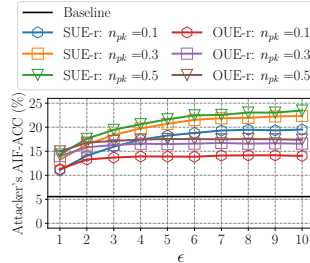 Baseline
SUE-r: n_pk =0.1
OUE-r: n_pk =0.1
SUE-r: n_pk =0.3
OUE-r: n_pk =0.3
SUE-r: n_pk =0.5
OUE-r: n_pk =0.5
Attacker's AIF-ACC (%)
25
20
15
10
5
0
1 2 3 4 5 6 7 8 9 10
ϵ